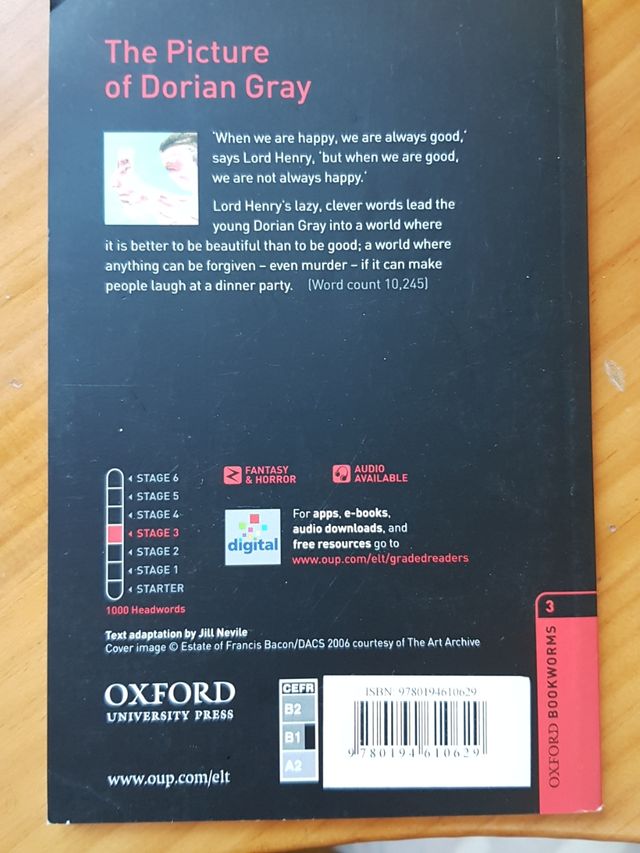 The Picture
of Dorian Gray
'When we are happy, we are always good,'
says Lord Henry, 'but when we are good,
we are not always happy.'
Lord Henry's lazy, clever words lead the
young Dorian Gray into a world where
it is better to be beautiful than to be good; a world where
anything can be forgiven – even murder – if it can make
people laugh at a dinner party. (Word count 10,245)
STAGE 6
STAGE 5
STAGE 4
STAGE 3
STAGE 2
STAGE 1
STARTER
1000 Headwords
FANTASY
& HORROR
AUDIO
AVAILABLE
digital
For apps, e-books,
audio downloads, and
free resources go to
www.oup.com/elt/gradedreaders
Text adaptation by Jill Nevile
Cover image © Estate of Francis Bacon/DACS 2006 courtesy of The Art Archive
OXFORD
UNIVERSITY PRESS
www.oup.com/elt
CEFR
B2
B1
A2
ISBN 9780194610629
9 780194 610629
3
OXFORD BOOKWORMS